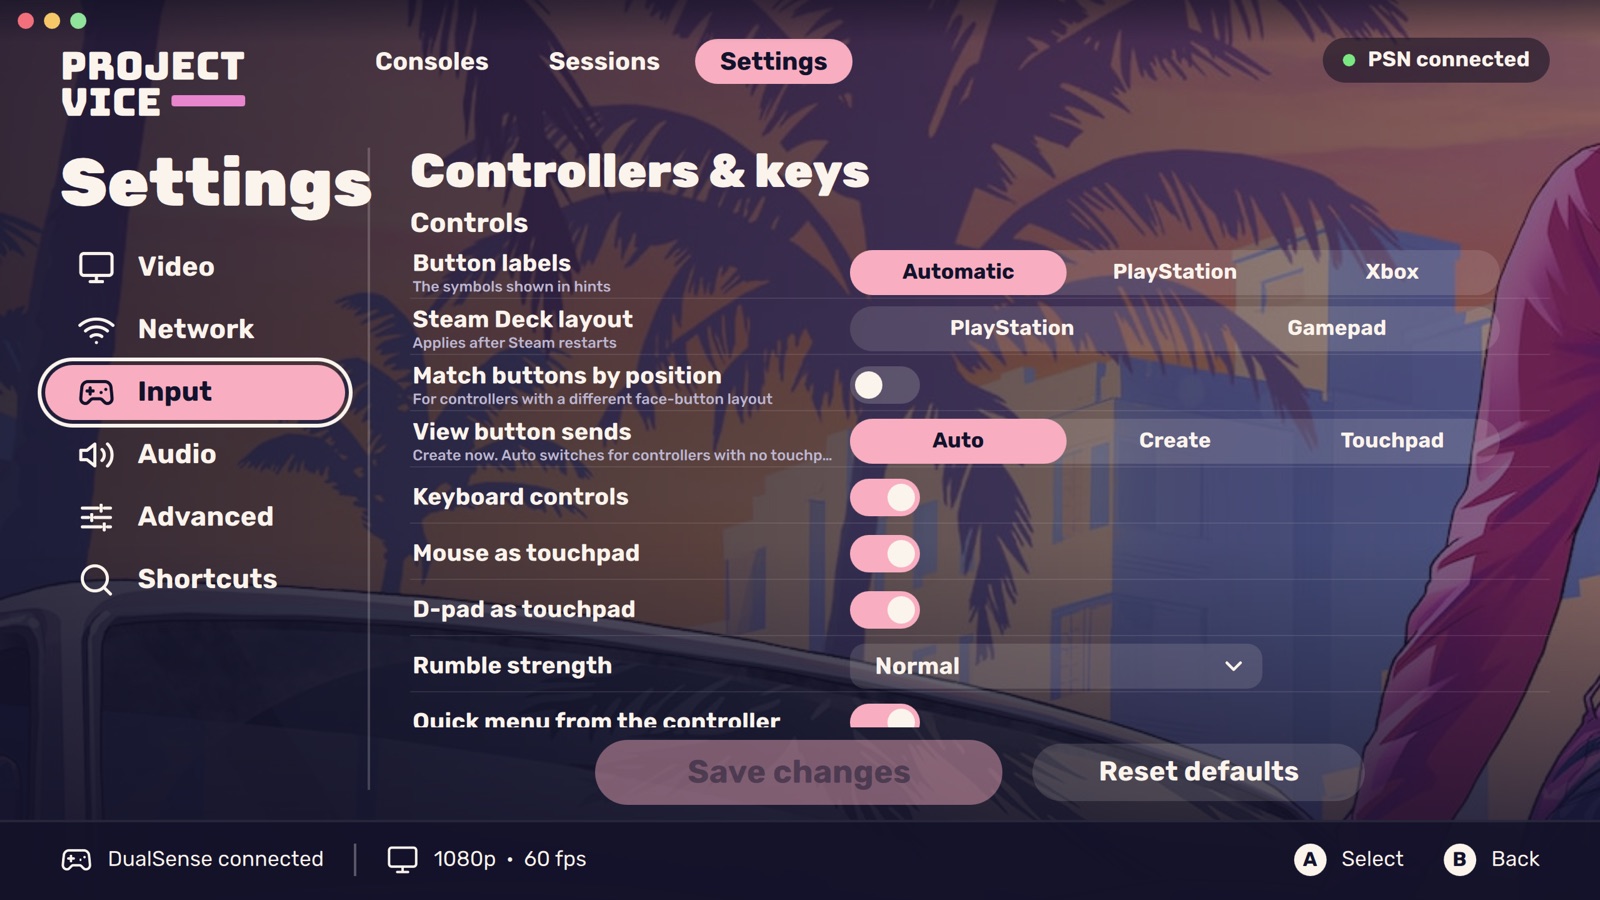 PROJECT
VICE
Consoles
Sessions
Settings
PSN connected
Settings
Video
Network
Input
Audio
Advanced
Shortcuts
Controllers & keys
Controls
Button labels
The symbols shown in hints
Automatic
PlayStation
Xbox
Steam Deck layout
Applies after Steam restarts
PlayStation
Gamepad
Match buttons by position
For controllers with a different face-button layout
View button sends
Create now. Auto switches for controllers with no touchp...
Auto
Create
Touchpad
Keyboard controls
Mouse as touchpad
D-pad as touchpad
Rumble strength
Normal
Quick menu from the controller
Save changes
Reset defaults
DualSense connected
1080p • 60 fps
A Select
B Back